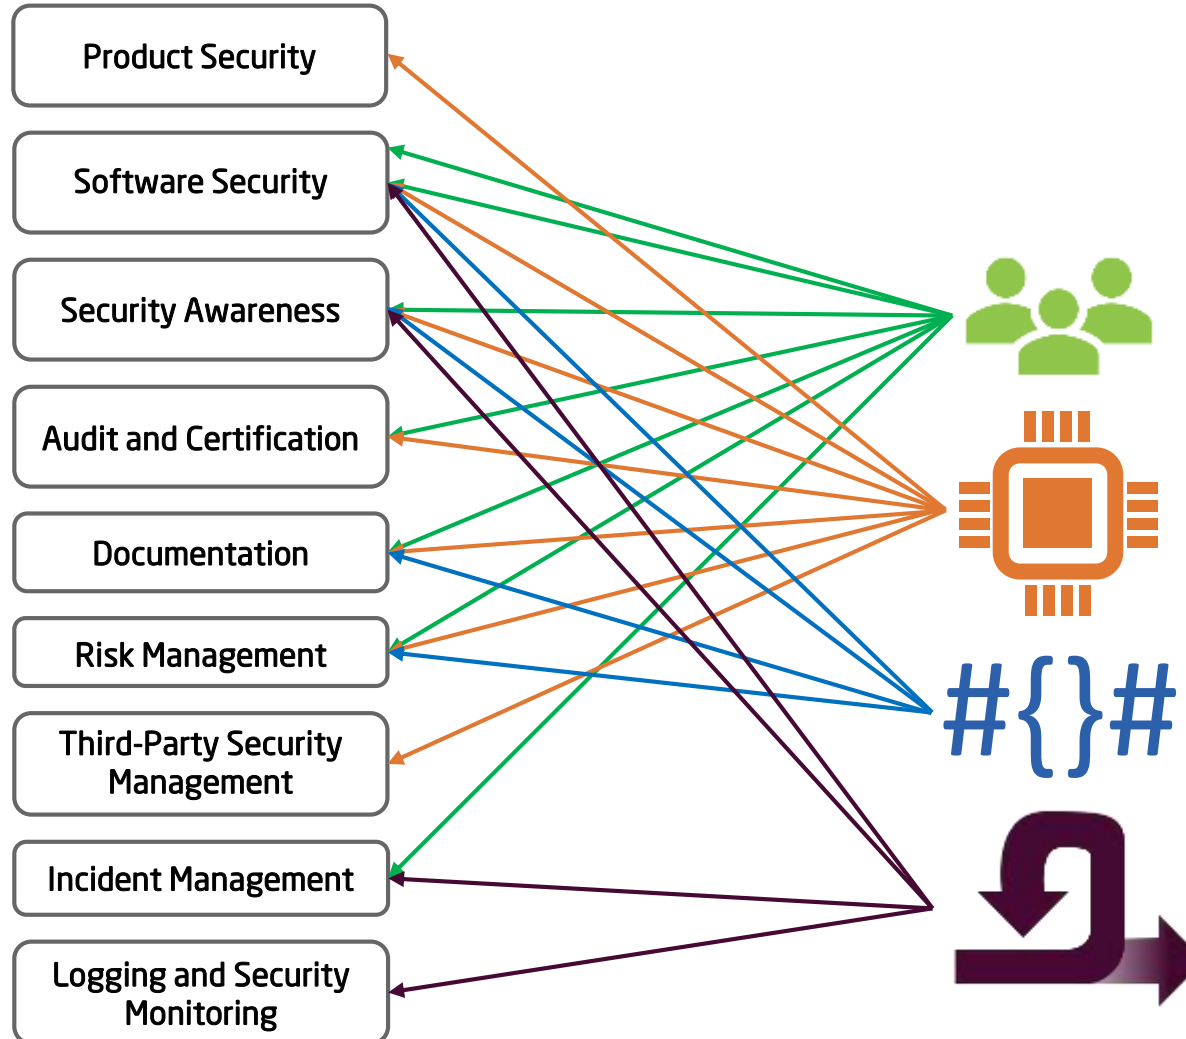 Product Security
Software Security
Security Awareness
Audit and Certification
Documentation
Risk Management
Third-Party Security
Management
Incident Management
Logging and Security
Monitoring
#{}#